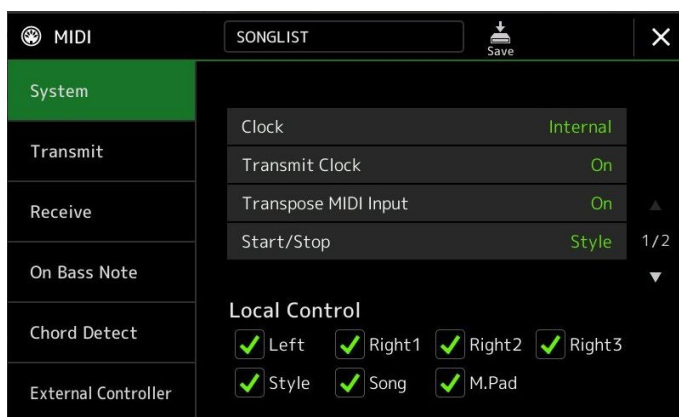 MIDI
SONGLIST
Save
System
Transmit
Receive
On Bass Note
Chord Detect
External Controller
Clock Internal
Transmit Clock On
Transpose MIDI Input On
Start/Stop Style
1/2
Local Control
Left Right1 Right2 Right3
Style Song M.Pad